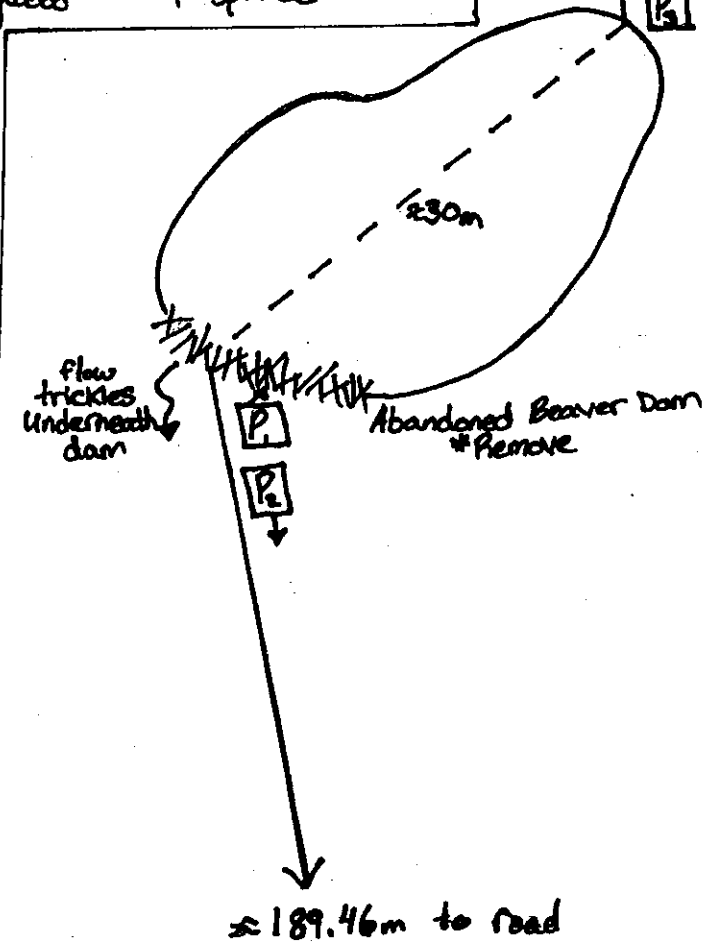 P3
≈30m
flow
trickles
Underneath
dam
P1
Abandoned Beaver Dam
*Remove
P2
≈ 189.46m to road